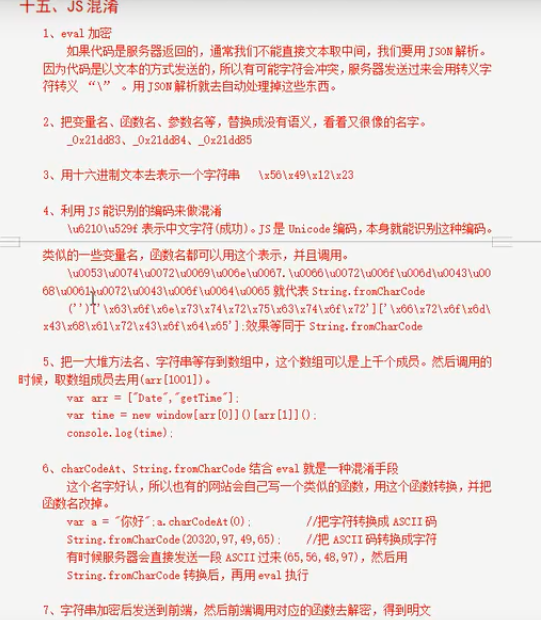 十五、JS混淆
1、eval 加密
如果代码是服务器返回的，通常我们不能直接文本取中间，我们要用 JSON 解析。
因为代码是以文本的方式发送的，所以有可能字符会冲突，服务器发送过来会用转义字
符转义 “\” 。用 JSON 解析就去自动处理掉这些东西。
2、把变量名、函数名、参数名等，替换成没有语义，看看又很像的名字。
_0x21dd83、_0x21dd84、_0x21dd85
3、用十六进制文本去表示一个字符串 \x56\x49\x12\x23
4、利用 JS 能识别的编码来做混淆
\u6210\u529f 表示中文字符(成功)。JS 是 Unicode 编码，本身就能识别这种编码。
类似的一些变量名，函数名都可以用这个表示，并且调用。
\u0053\u0074\u0072\u0069\u006e\u0067.\u0066\u0072\u006f\u006d\u0043\u00
68\u0061\u0072\u0043\u006f\u0064\u0065 就代表 String.fromCharCode
('')['\x63\x6f\x6e\x73\x74\x72\x75\x63\x74\x6f\x72']['\x66\x72\x6f\x6d\
x43\x68\x61\x72\x43\x6f\x64\x65'];效果等同于 String.fromCharCode
5、把一大堆方法名、字符串等存到数组中，这个数组可以是上千个成员。然后调用的
时候，取数组成员去用(arr[1001])。
var arr = ["Date","getTime"];
var time = new window[arr[0]]()[arr[1]]();
console.log(time);
6、charCodeAt、String.fromCharCode 结合 eval 就是一种混淆手段
这个名字好认，所以也有的网站会自己写一个类似的函数，用这个函数转换，并把
函数名改掉。
var a = "你好";a.charCodeAt(0); //把字符转换成 ASCII 码
String.fromCharCode(20320,97,49,65); //把 ASCII 码转换成字符
有时候服务器会直接发送一段 ASCII 过来(65,56,48,97)，然后用
String.fromCharCode 转换后，再用 eval 执行
7、字符串加密后发送到前端，然后前端调用对应的函数去解密，得到明文